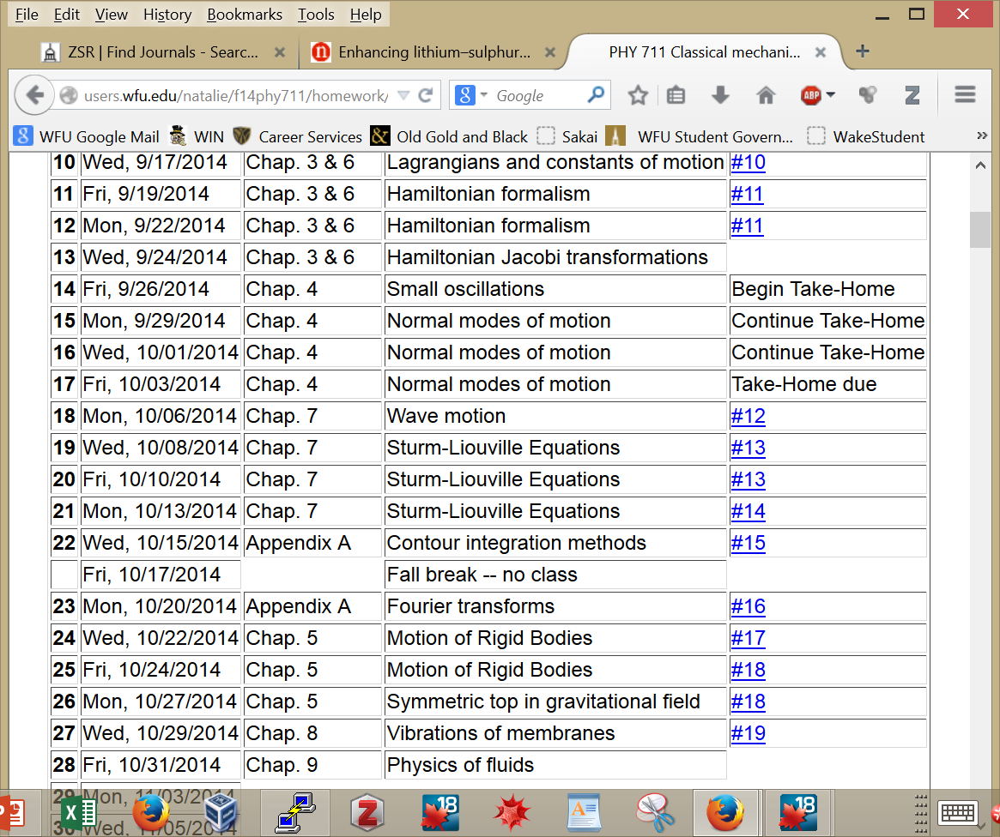 File Edit View History Bookmarks Tools Help
ZSR | Find Journals - Searc... Enhancing lithium–sulphur... PHY 711 Classical mechani...
users.wfu.edu/natalie/f14phy711/homework/ Google
WFU Google Mail WIN Career Services Old Gold and Black Sakai WFU Student Govern... WakeStudent
10 Wed, 9/17/2014 Chap. 3 & 6 Lagrangians and constants of motion #10
11 Fri, 9/19/2014 Chap. 3 & 6 Hamiltonian formalism #11
12 Mon, 9/22/2014 Chap. 3 & 6 Hamiltonian formalism #11
13 Wed, 9/24/2014 Chap. 3 & 6 Hamiltonian Jacobi transformations
14 Fri, 9/26/2014 Chap. 4 Small oscillations Begin Take-Home
15 Mon, 9/29/2014 Chap. 4 Normal modes of motion Continue Take-Home
16 Wed, 10/01/2014 Chap. 4 Normal modes of motion Continue Take-Home
17 Fri, 10/03/2014 Chap. 4 Normal modes of motion Take-Home due
18 Mon, 10/06/2014 Chap. 7 Wave motion #12
19 Wed, 10/08/2014 Chap. 7 Sturm-Liouville Equations #13
20 Fri, 10/10/2014 Chap. 7 Sturm-Liouville Equations #13
21 Mon, 10/13/2014 Chap. 7 Sturm-Liouville Equations #14
22 Wed, 10/15/2014 Appendix A Contour integration methods #15
Fri, 10/17/2014 Fall break -- no class
23 Mon, 10/20/2014 Appendix A Fourier transforms #16
24 Wed, 10/22/2014 Chap. 5 Motion of Rigid Bodies #17
25 Fri, 10/24/2014 Chap. 5 Motion of Rigid Bodies #18
26 Mon, 10/27/2014 Chap. 5 Symmetric top in gravitational field #18
27 Wed, 10/29/2014 Chap. 8 Vibrations of membranes #19
28 Fri, 10/31/2014 Chap. 9 Physics of fluids
29 Mon, 11/03/20
30 Wed, 11/05/2014